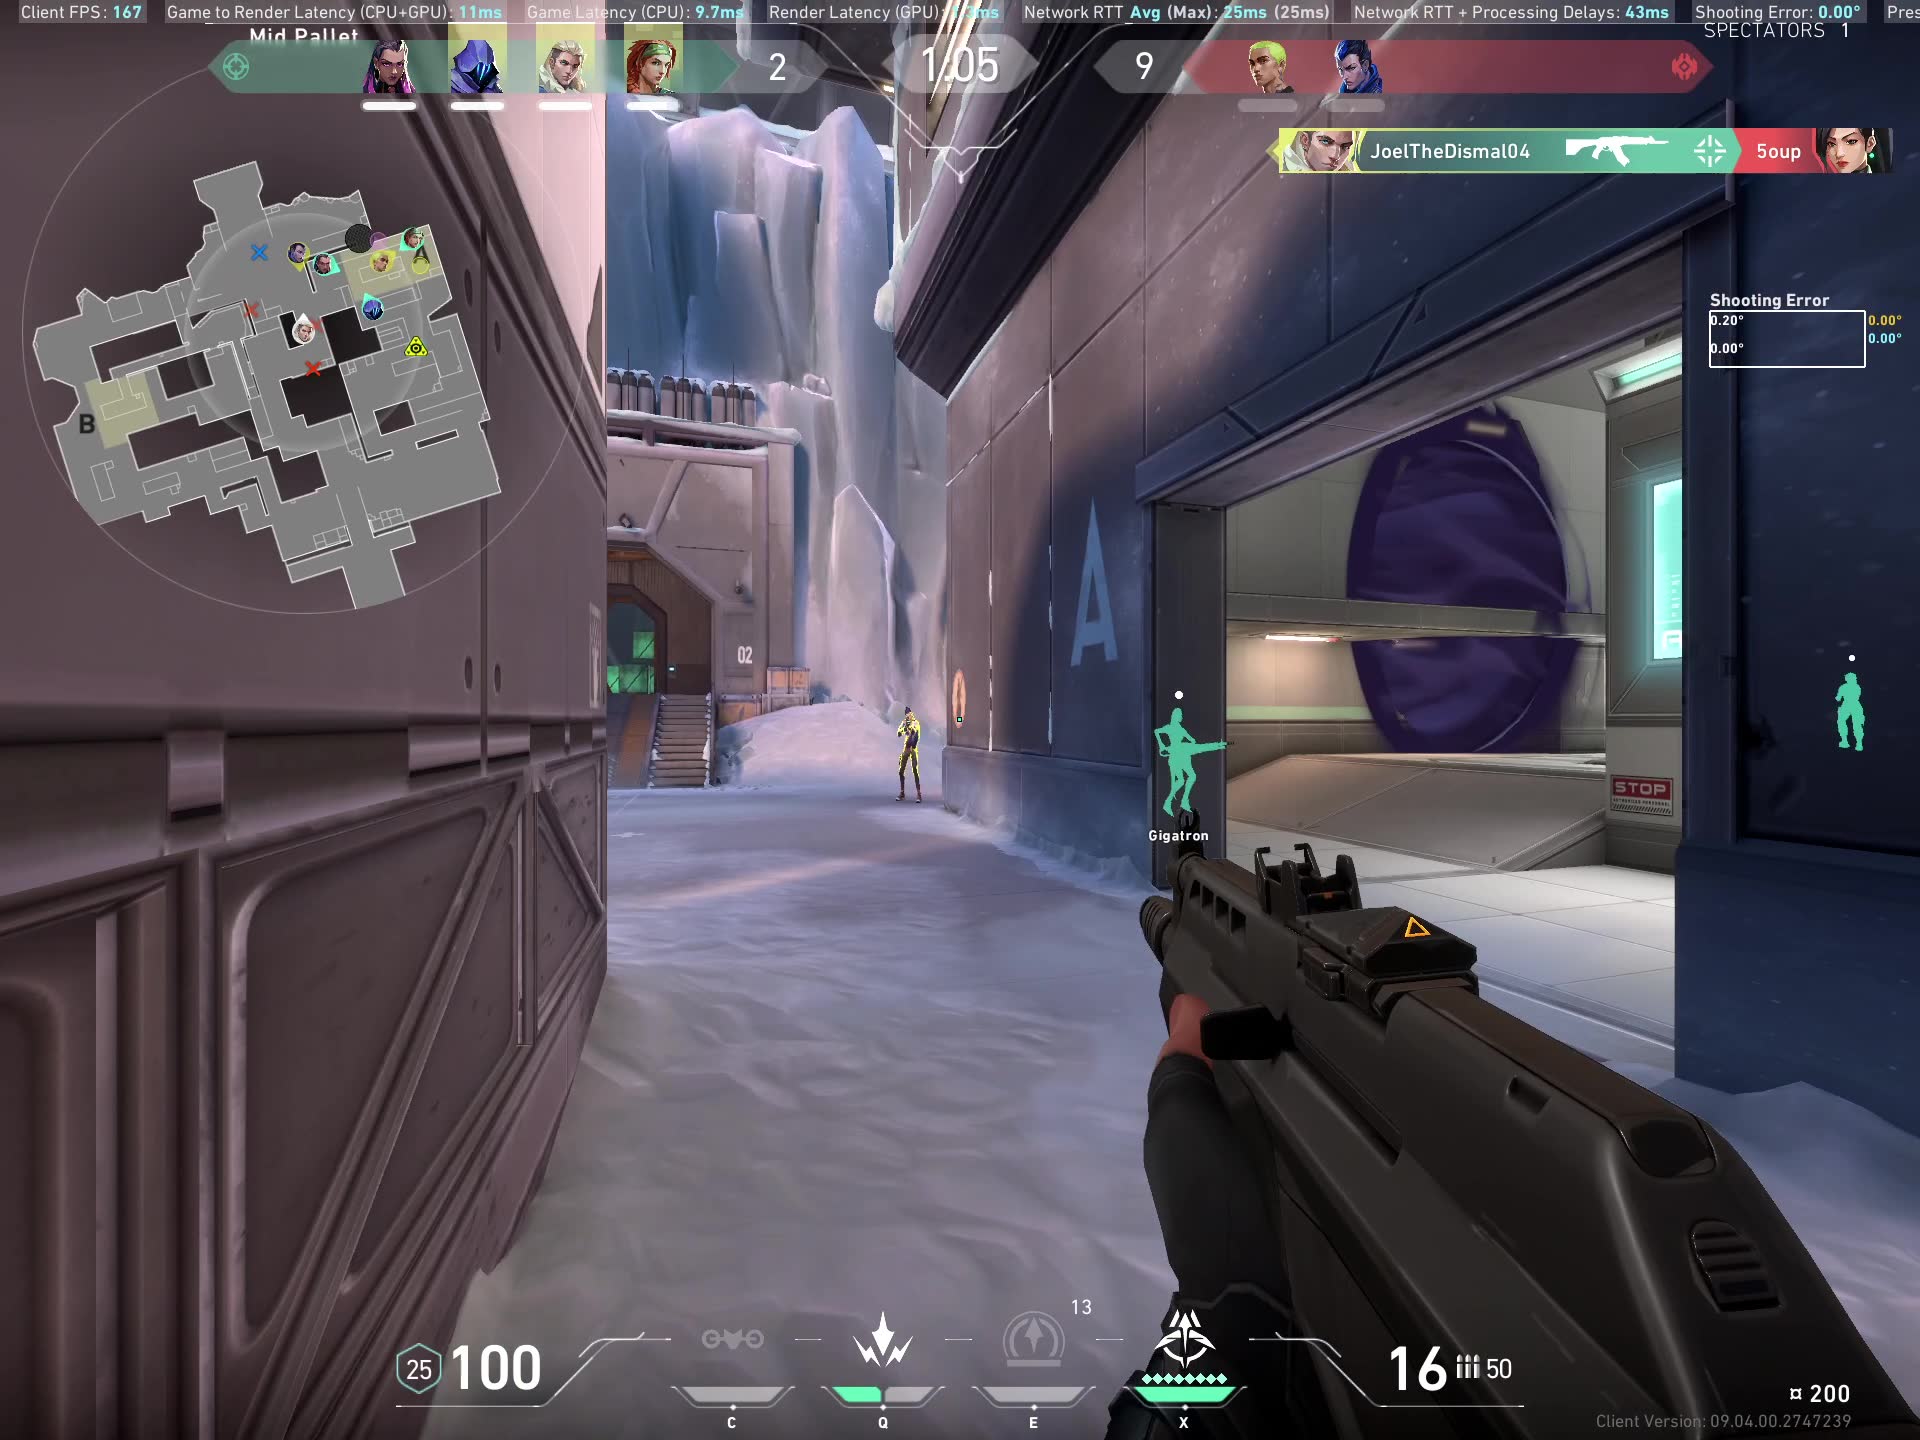 Client FPS: 167
Game to Render Latency (CPU+GPU): 11ms
Game Latency (CPU): 9.7ms
Render Latency (GPU):
Network RTT Avg (Max): 25ms (25ms)
Network RTT + Processing Delays: 43ms
Shooting Error: 0.00°
Pres
SPECTATORS 1
Mid Pallet
2
1:05
9
JoelTheDismal04
5oup
A
B
Shooting Error
0.20°
0.00°
0.00°
0.00°
A
02
STOP
Gigatron
25
100
13
C
Q
E
X
16
50
¤ 200
Client Version: 09.04.00.2747239